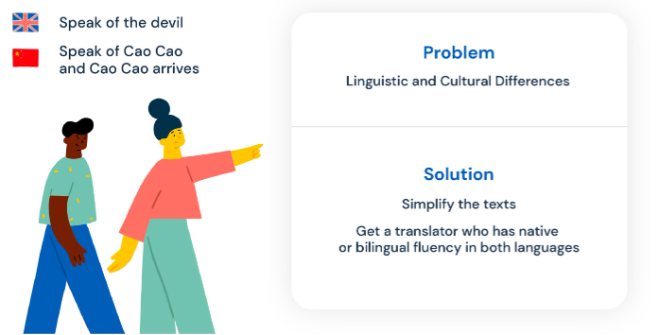 Speak of the devil
Speak of Cao Cao
and Cao Cao arrives
Problem
Linguistic and Cultural Differences
Solution
Simplify the texts
Get a translator who has native
or bilingual fluency in both languages